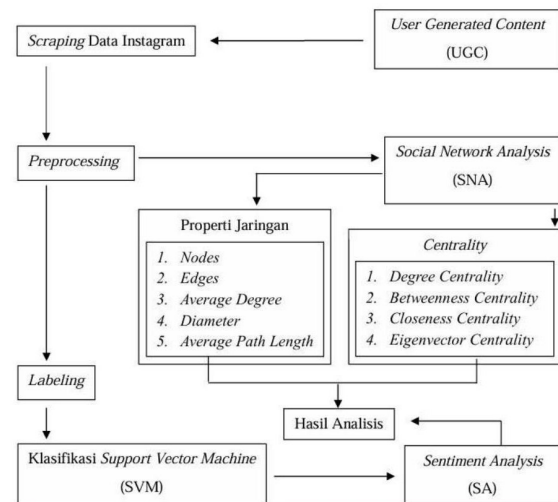 Scraping Data Instagram
User Generated Content
(UGC)
Preprocessing
Social Network Analysis
(SNA)
Properti Jaringan
1. Nodes
2. Edges
3. Average Degree
4. Diameter
5. Average Path Length
Centrality
1. Degree Centrality
2. Betweenness Centrality
3. Closeness Centrality
4. Eigenvector Centrality
Labeling
Hasil Analisis
Klasifikasi Support Vector Machine
(SVM)
Sentiment Analysis
(SA)